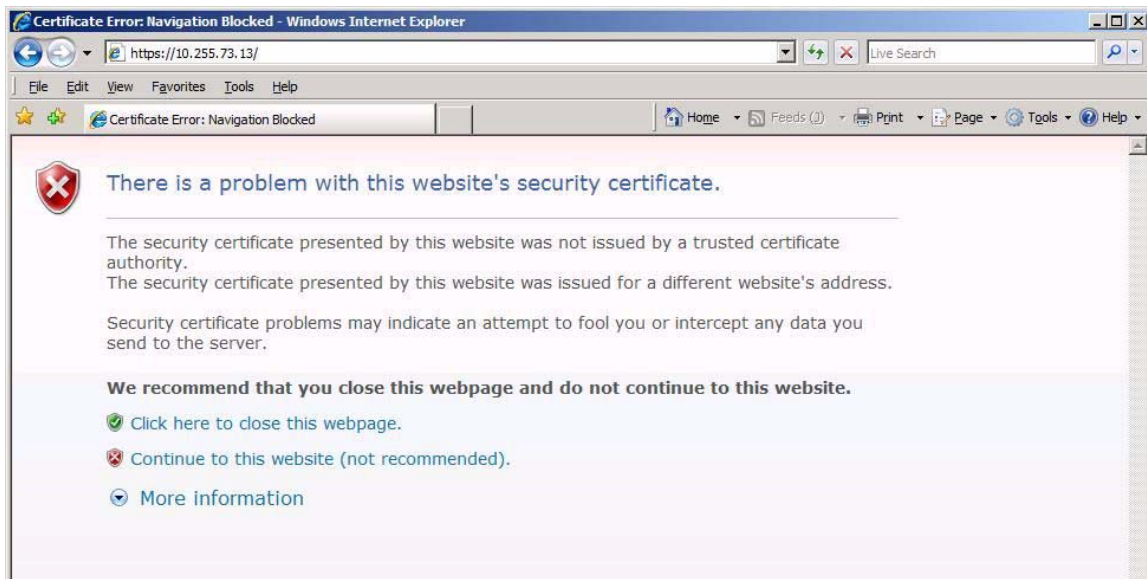 Certificate Error: Navigation Blocked - Windows Internet Explorer
https://10.255.73.13/
Live Search
File Edit View Favorites Tools Help
Certificate Error: Navigation Blocked
Home Feeds (J) Print Page Tools Help
There is a problem with this website's security certificate.
The security certificate presented by this website was not issued by a trusted certificate
authority.
The security certificate presented by this website was issued for a different website's address.
Security certificate problems may indicate an attempt to fool you or intercept any data you
send to the server.
We recommend that you close this webpage and do not continue to this website.
Click here to close this webpage.
Continue to this website (not recommended).
More information